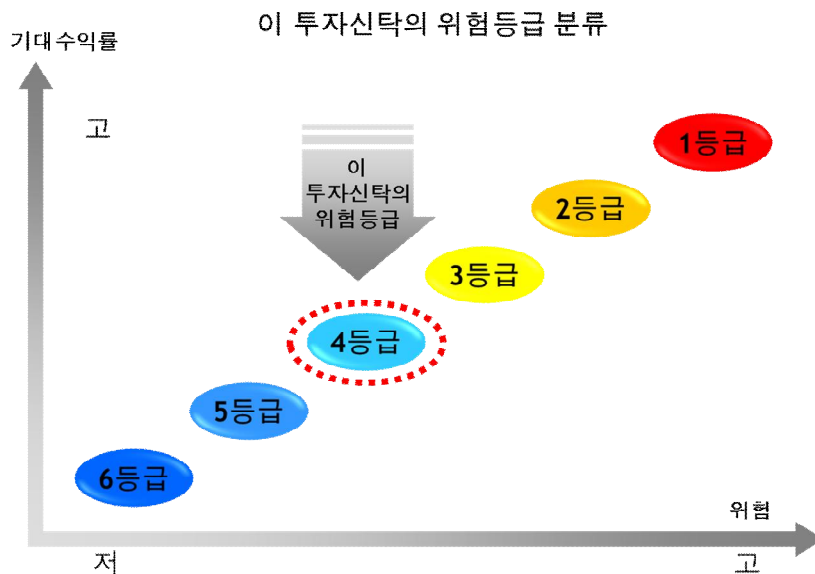 이 투자신탁의 위험등급 분류
기대수익률
고
1등급
이
투자신탁의
위험등급
2등급
3등급
4등급
5등급
6등급
위험
저
고